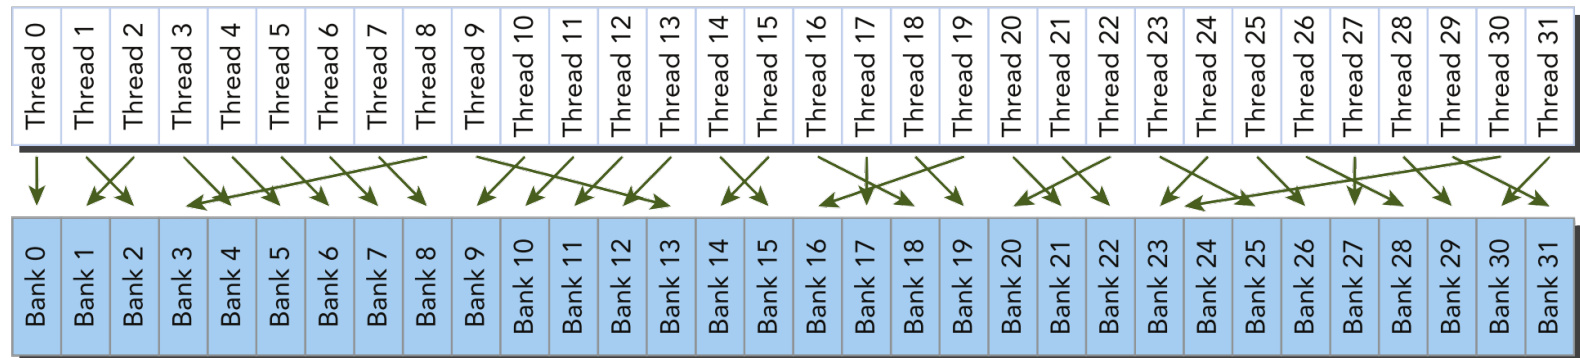 Thread 0 Thread 1 Thread 2 Thread 3 Thread 4 Thread 5 Thread 6 Thread 7 Thread 8 Thread 9 Thread 10 Thread 11 Thread 12 Thread 13 Thread 14 Thread 15 Thread 16 Thread 17 Thread 18 Thread 19 Thread 20 Thread 21 Thread 22 Thread 23 Thread 24 Thread 25 Thread 26 Thread 27 Thread 28 Thread 29 Thread 30 Thread 31
Bank 0 Bank 1 Bank 2 Bank 3 Bank 4 Bank 5 Bank 6 Bank 7 Bank 8 Bank 9 Bank 10 Bank 11 Bank 12 Bank 13 Bank 14 Bank 15 Bank 16 Bank 17 Bank 18 Bank 19 Bank 20 Bank 21 Bank 22 Bank 23 Bank 24 Bank 25 Bank 26 Bank 27 Bank 28 Bank 29 Bank 30 Bank 31